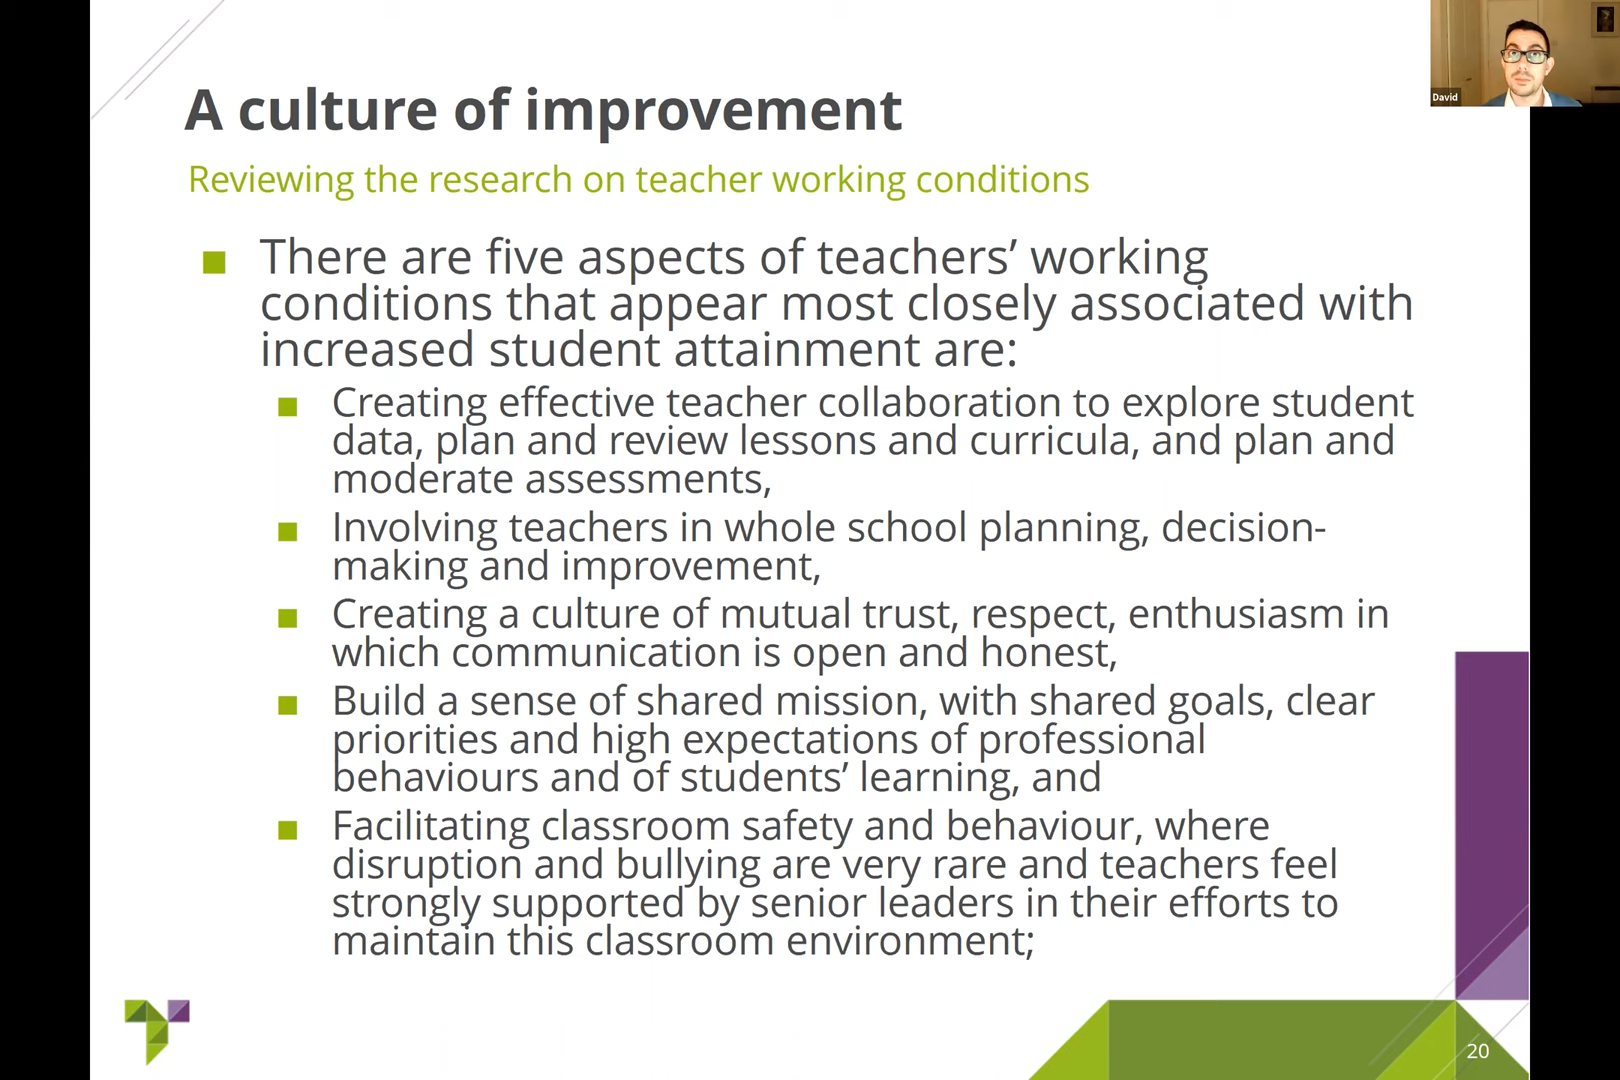 A culture of improvement
David
Reviewing the research on teacher working conditions
There are five aspects of teachers’ working
conditions that appear most closely associated with
increased student attainment are:
Creating effective teacher collaboration to explore student
data, plan and review lessons and curricula, and plan and
moderate assessments,
Involving teachers in whole school planning, decision-
making and improvement,
Creating a culture of mutual trust, respect, enthusiasm in
which communication is open and honest,
Build a sense of shared mission, with shared goals, clear
priorities and high expectations of professional
behaviours and of students’ learning, and
Facilitating classroom safety and behaviour, where
disruption and bullying are very rare and teachers feel
strongly supported by senior leaders in their efforts to
maintain this classroom environment;
20